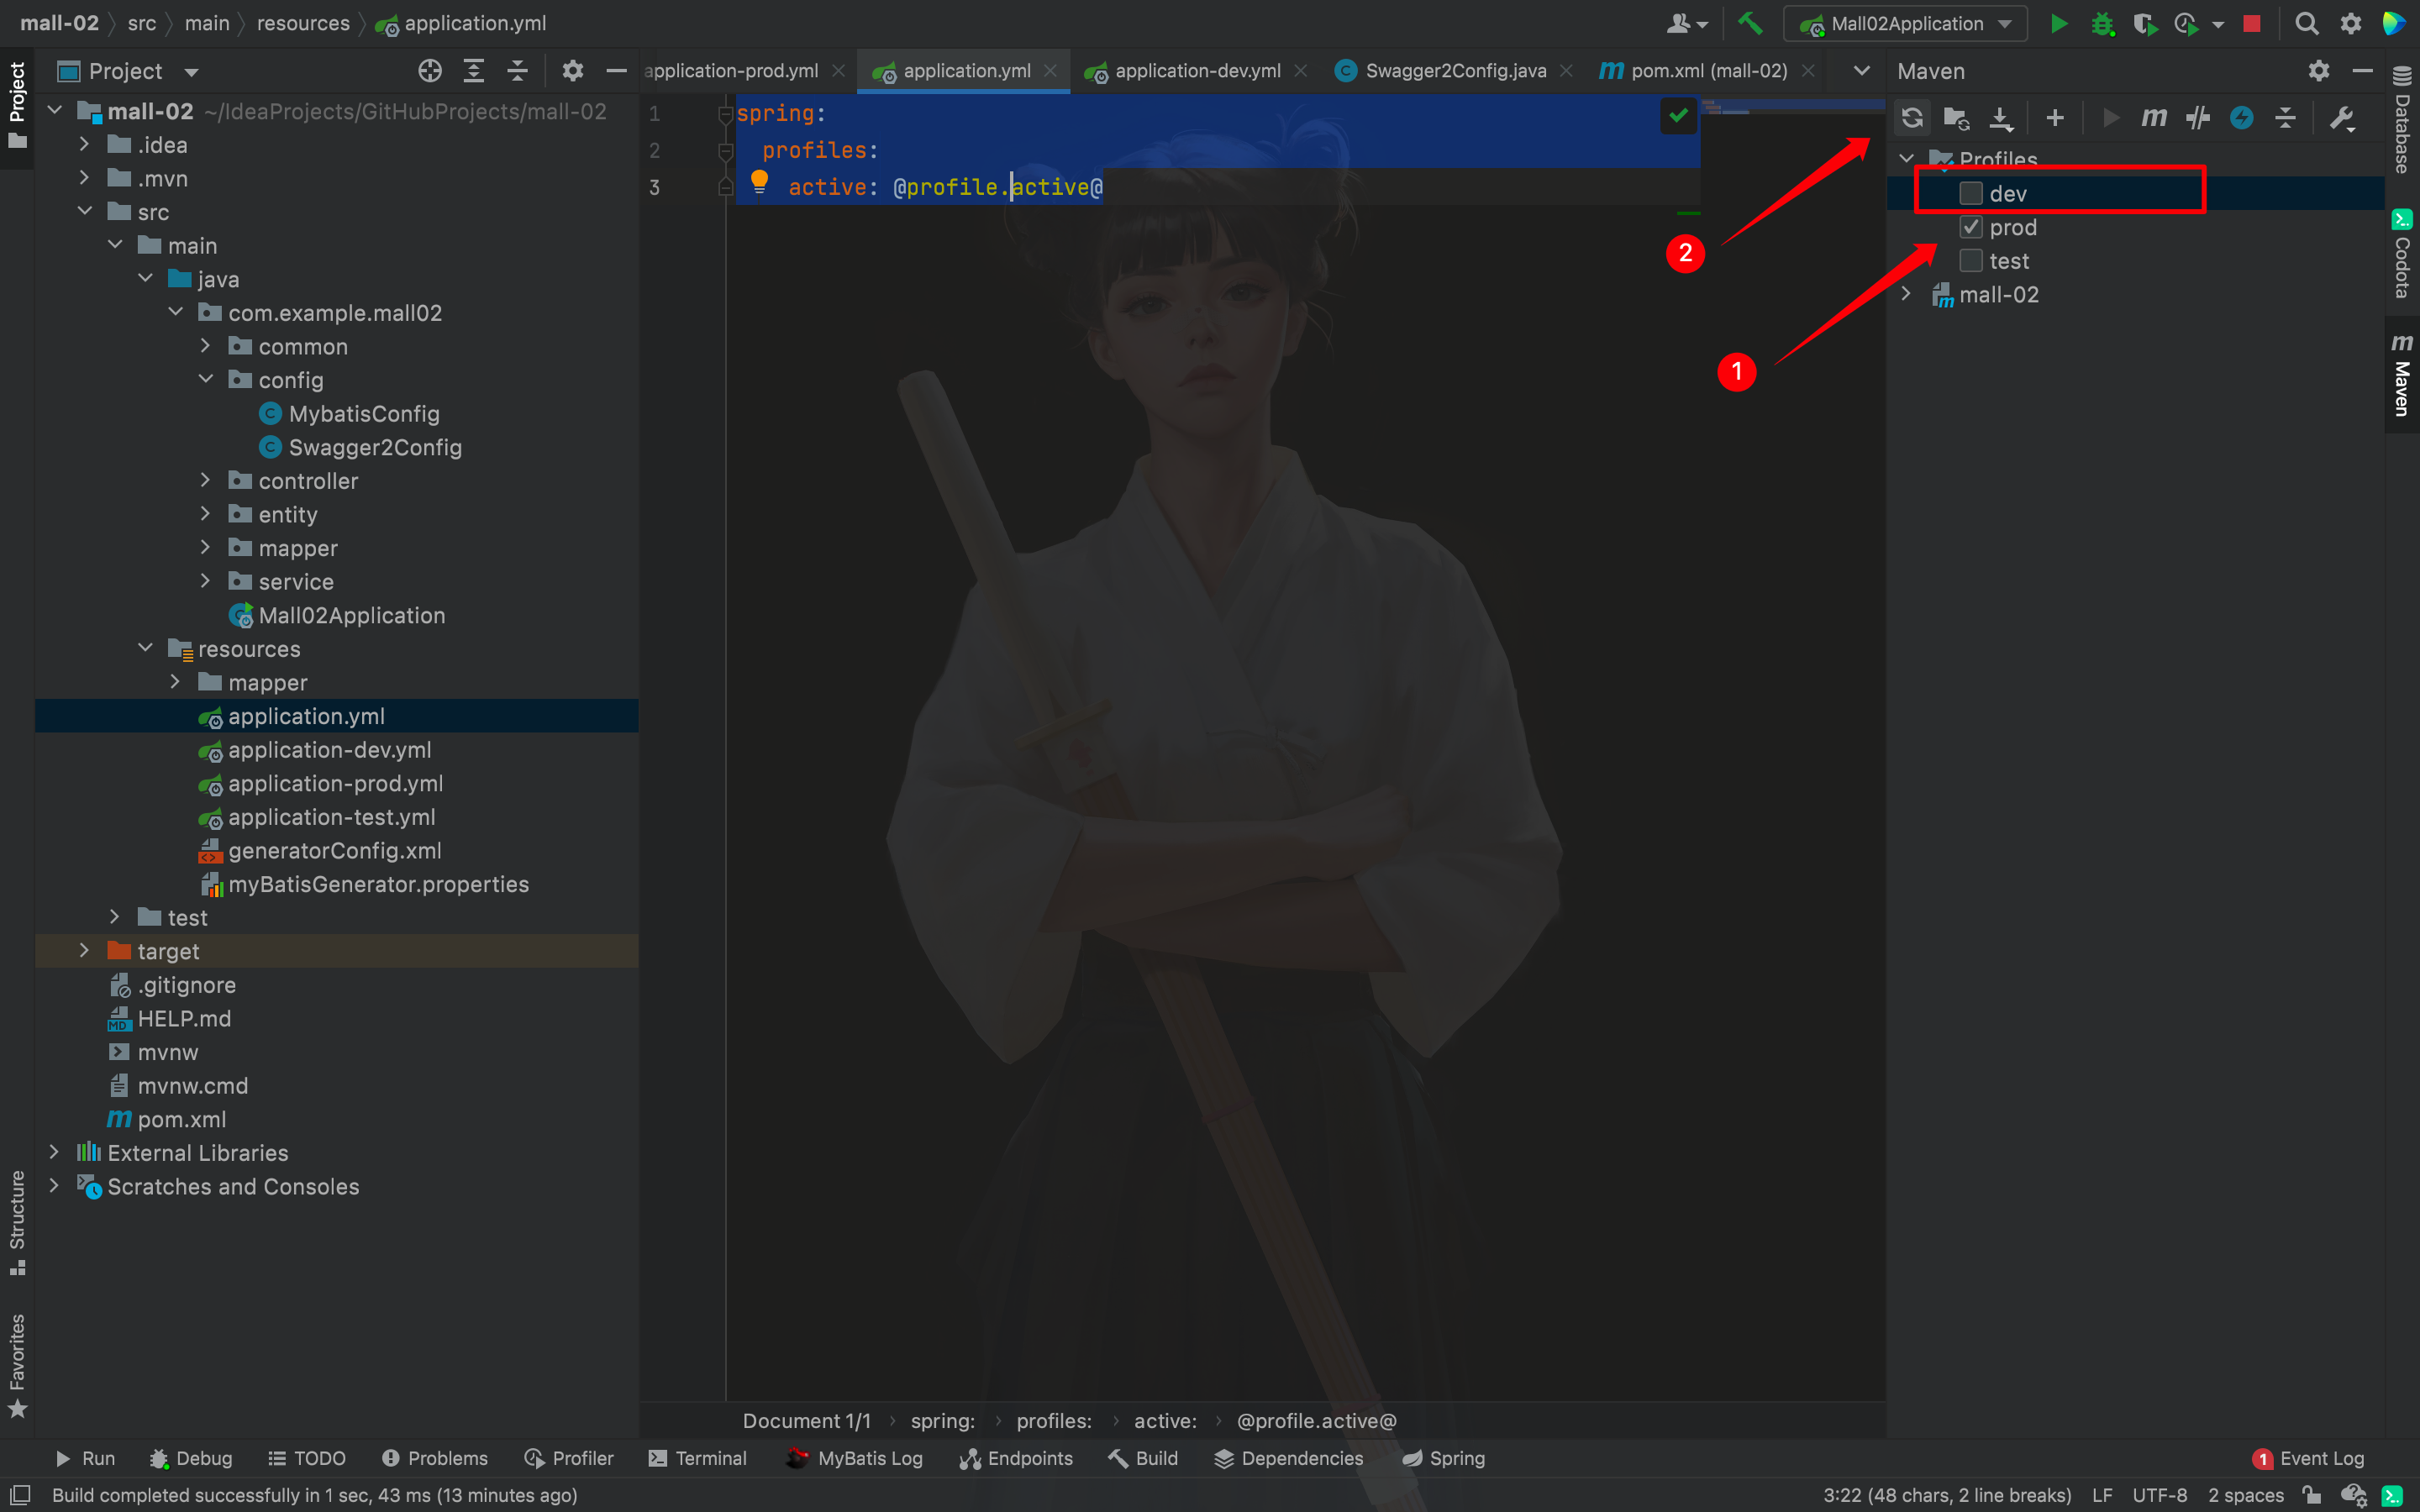 mall-02 src main resources application.yml
Mall02Application
Project
application-prod.yml application.yml application-dev.yml Swagger2Config.java pom.xml (mall-02)
Maven
Project
mall-02 ~/IdeaProjects/GitHubProjects/mall-02
.idea
.mvn
src
main
java
com.example.mall02
common
config
MybatisConfig
Swagger2Config
controller
entity
mapper
service
Mall02Application
resources
mapper
application.yml
application-dev.yml
application-prod.yml
application-test.yml
generatorConfig.xml
myBatisGenerator.properties
test
target
.gitignore
HELP.md
mvnw
mvnw.cmd
pom.xml
External Libraries
Scratches and Consoles
Structure
Favorites
1 spring:
2 profiles:
3 active: @profile.active@
2
1
Profiles
dev
prod
test
mall-02
Database
Codota
Maven
Document 1/1 spring: profiles: active: @profile.active@
Run Debug TODO Problems Profiler Terminal MyBatis Log Endpoints Build Dependencies Spring 1 Event Log
Build completed successfully in 1 sec, 43 ms (13 minutes ago) 3:22 (48 chars, 2 line breaks) LF UTF-8 2 spaces